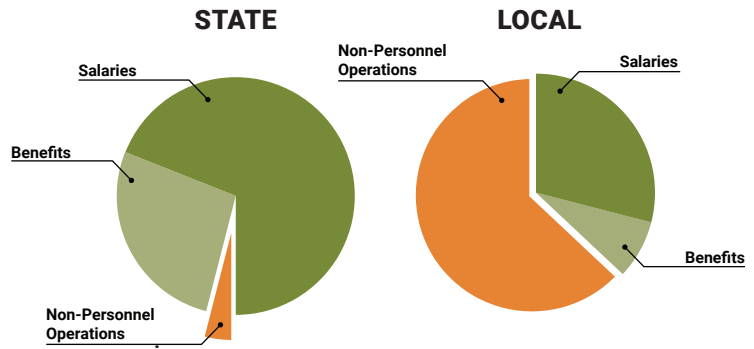 STATE
Salaries
Benefits
Non-Personnel
Operations
LOCAL
Non-Personnel
Operations
Salaries
Benefits